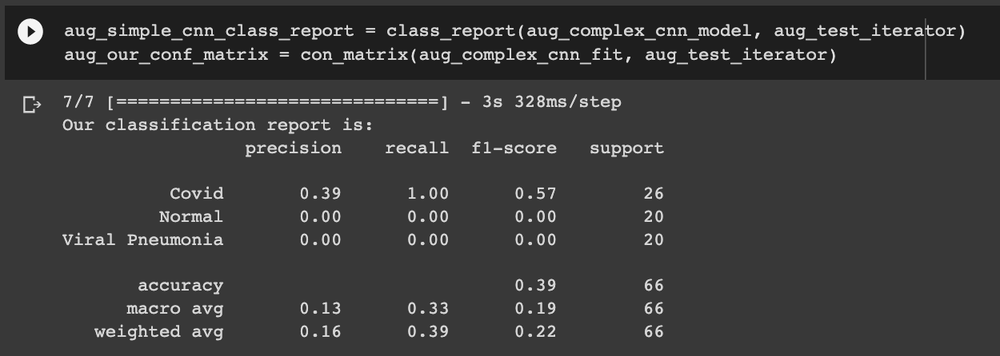 aug_simple_cnn_class_report = class_report(aug_complex_cnn_model, aug_test_iterator)
aug_our_conf_matrix = con_matrix(aug_complex_cnn_fit, aug_test_iterator)
7/7 [==============================] - 3s 328ms/step
Our classification report is:
precision recall f1-score support
Covid 0.39 1.00 0.57 26
Normal 0.00 0.00 0.00 20
Viral Pneumonia 0.00 0.00 0.00 20
accuracy 0.39 66
macro avg 0.13 0.33 0.19 66
weighted avg 0.16 0.39 0.22 66